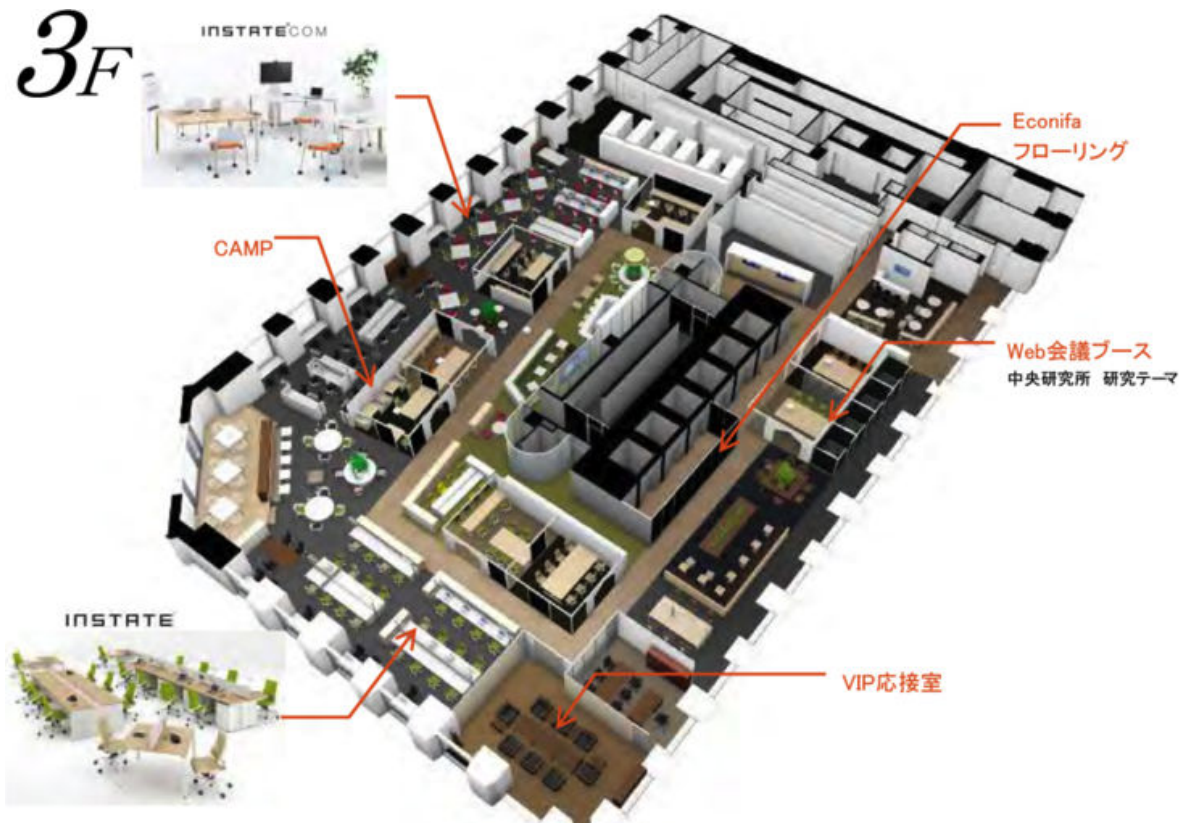 3F
INSTATE°COM
Econifa
フローリング
CAMP
Web会議ブース
中央研究所 研究テーマ
INSTATE
VIP応接室